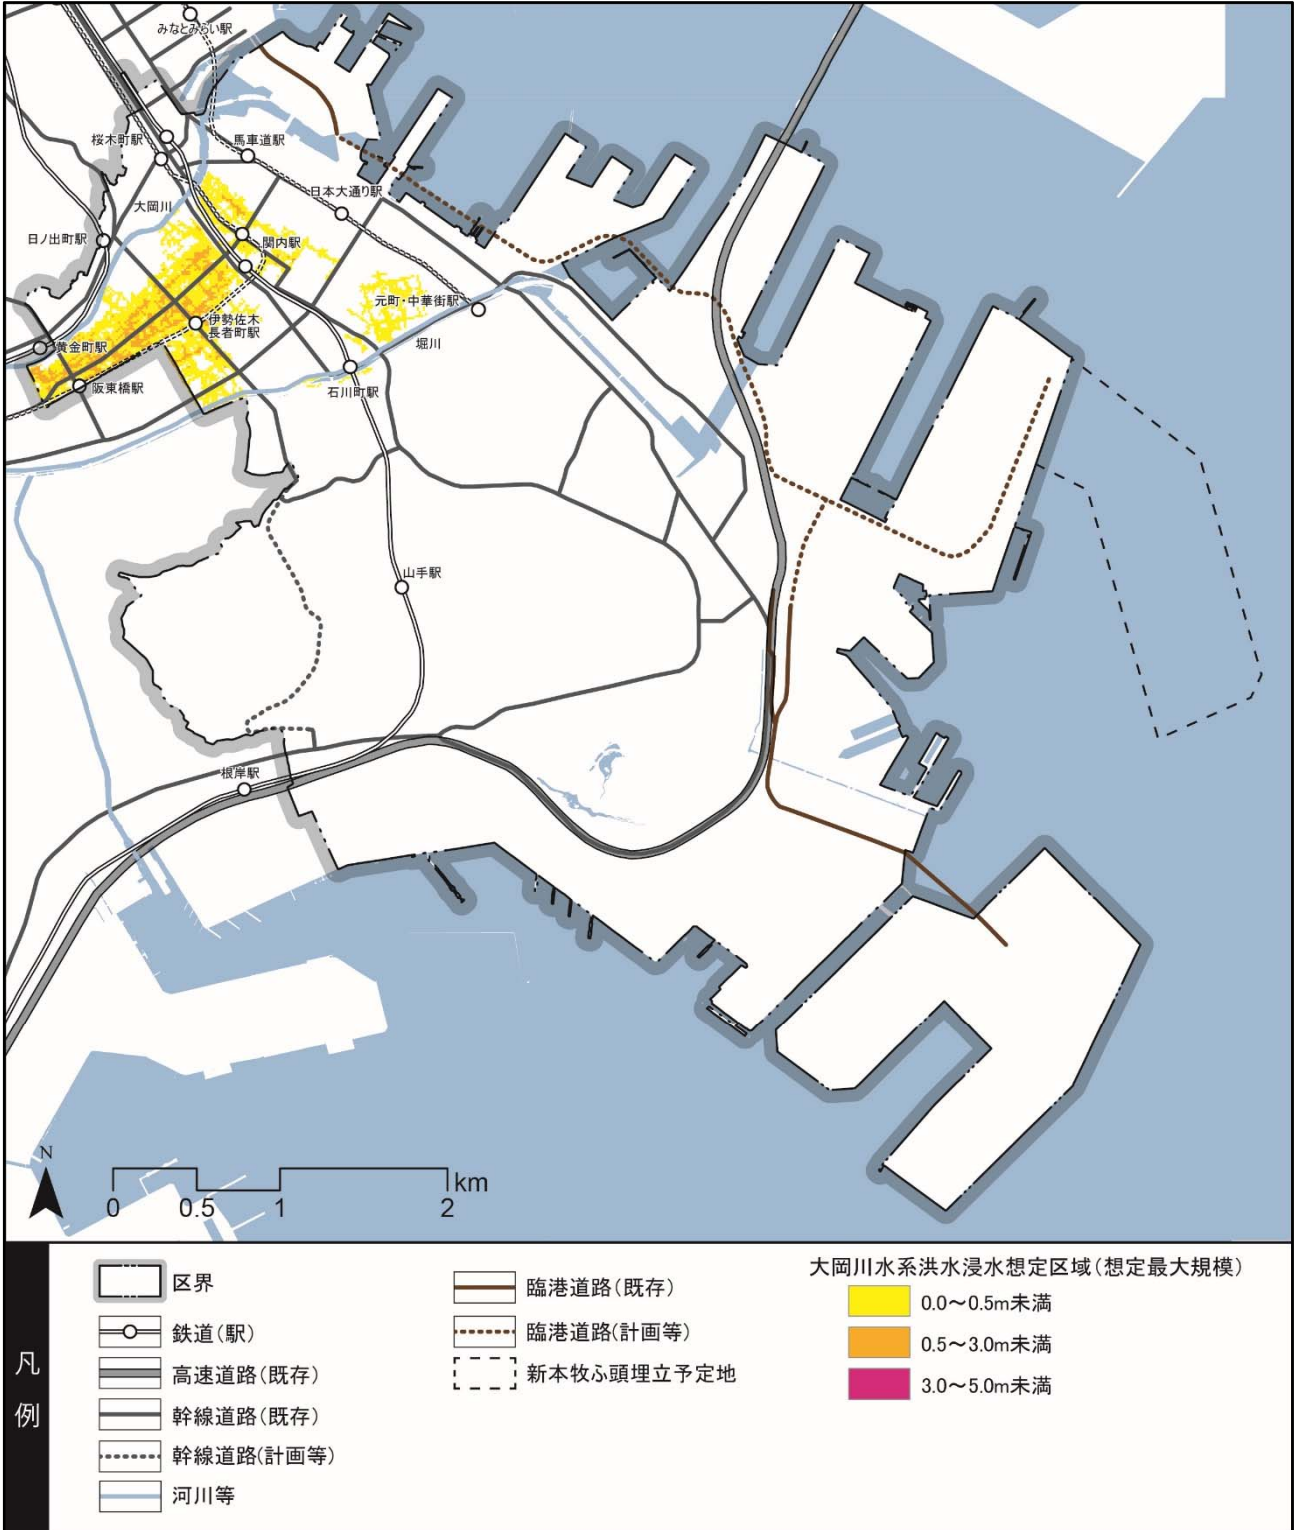 みなとみらい駅
桜木町駅
馬車道駅
日本大通り駅
大岡川
日ノ出町駅
関内駅
元町・中華街駅
伊勢佐木
長者町駅
堀川
黄金町駅
阪東橋駅
石川町駅
山手駅
根岸駅
N
0
0.5
1
2
km
凡例
区界
鉄道(駅)
高速道路(既存)
幹線道路(既存)
幹線道路(計画等)
河川等
臨港道路(既存)
臨港道路(計画等)
新本牧ふ頭埋立予定地
大岡川水系洪水浸水想定区域(想定最大規模)
0.0～0.5m未満
0.5～3.0m未満
3.0～5.0m未満